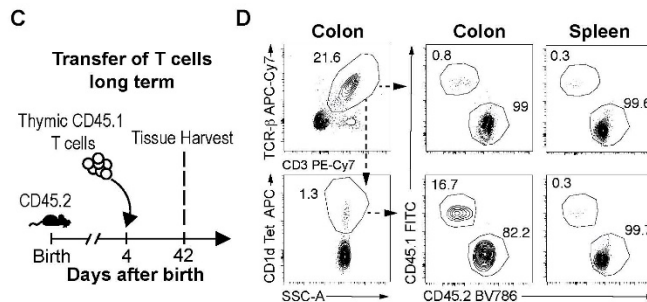 C
Transfer of T cells
long term
Thymic CD45.1
T cells
Tissue Harvest
CD45.2
Birth
4
42
Days after birth
D
Colon
Colon
Spleen
TCR-β APC-Cy7
21.6
CD3 PE-Cy7
0.8
99
0.3
99.6
CD1d Tet APC
1.3
SSC-A
CD45.1 FITC
16.7
82.2
0.3
99.7
CD45.2 BV786